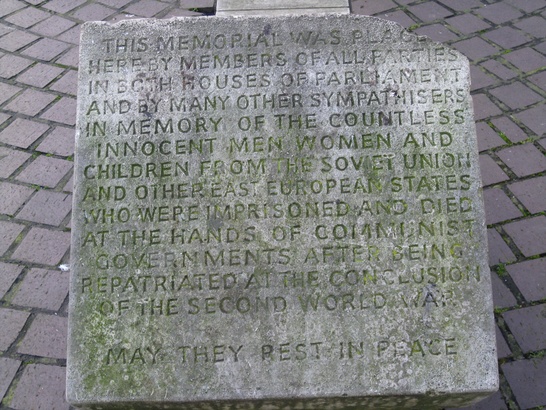 THIS MEMORIAL WAS PLACE
HERE BY MEMBERS OF ALL PARTIES
IN BOTH HOUSES OF PARLIAMENT
AND BY MANY OTHER SYMPATHISERS
IN MEMORY OF THE COUNTLESS
INNOCENT MEN WOMEN AND
CHILDREN FROM THE SOVIET UNION
AND OTHER EAST EUROPEAN STATES
WHO WERE IMPRISONED AND DIED
AT THE HANDS OF COMMUNIST
GOVERNMENTS AFTER BEING
REPATRIATED AT THE CONCLUSION
OF THE SECOND WORLD WAR
MAY THEY REST IN PEACE